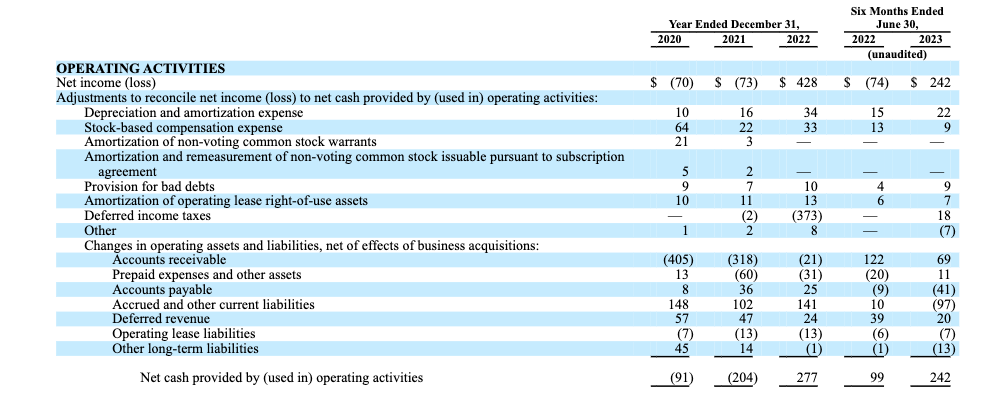 Six Months Ended
Year Ended December 31, June 30,
2020 2021 2022 2022 2023
(unaudited)
OPERATING ACTIVITIES
Net income (loss) $ (70) $ (73) $ 428 $ (74) $ 242
Adjustments to reconcile net income (loss) to net cash provided by (used in) operating activities:
Depreciation and amortization expense 10 16 34 15 22
Stock-based compensation expense 64 22 33 13 9
Amortization of non-voting common stock warrants 21 3 — — —
Amortization and remeasurement of non-voting common stock issuable pursuant to subscription
agreement 5 2 — — —
Provision for bad debts 9 7 10 4 9
Amortization of operating lease right-of-use assets 10 11 13 6 7
Deferred income taxes — (2) (373) — 18
Other 1 2 8 — (7)
Changes in operating assets and liabilities, net of effects of business acquisitions:
Accounts receivable (405) (318) (21) 122 69
Prepaid expenses and other assets 13 (60) (31) (20) 11
Accounts payable 8 36 25 (9) (41)
Accrued and other current liabilities 148 102 141 10 (97)
Deferred revenue 57 47 24 39 20
Operating lease liabilities (7) (13) (13) (6) (7)
Other long-term liabilities 45 14 (1) (1) (13)
Net cash provided by (used in) operating activities (91) (204) 277 99 242